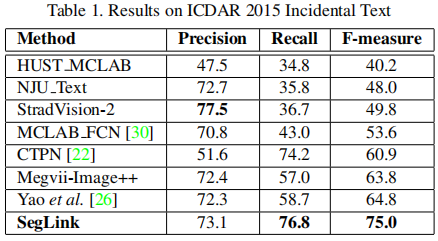 Table 1. Results on ICDAR 2015 Incidental Text
Method Precision Recall F-measure
HUST_MCLAB 47.5 34.8 40.2
NJU_Text 72.7 35.8 48.0
StradVision-2 77.5 36.7 49.8
MCLAB_FCN [30] 70.8 43.0 53.6
CTPN [22] 51.6 74.2 60.9
Megvii-Image++ 72.4 57.0 63.8
Yao et al. [26] 72.3 58.7 64.8
SegLink 73.1 76.8 75.0